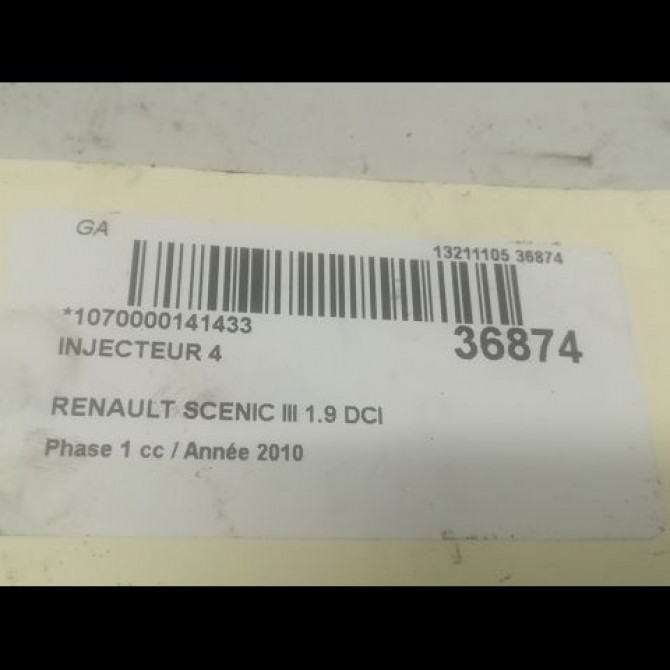 GA
13211105 36874
*1070000141433
36874
INJECTEUR 4
RENAULT SCENIC III 1.9 DCI
Phase 1 cc / Année 2010